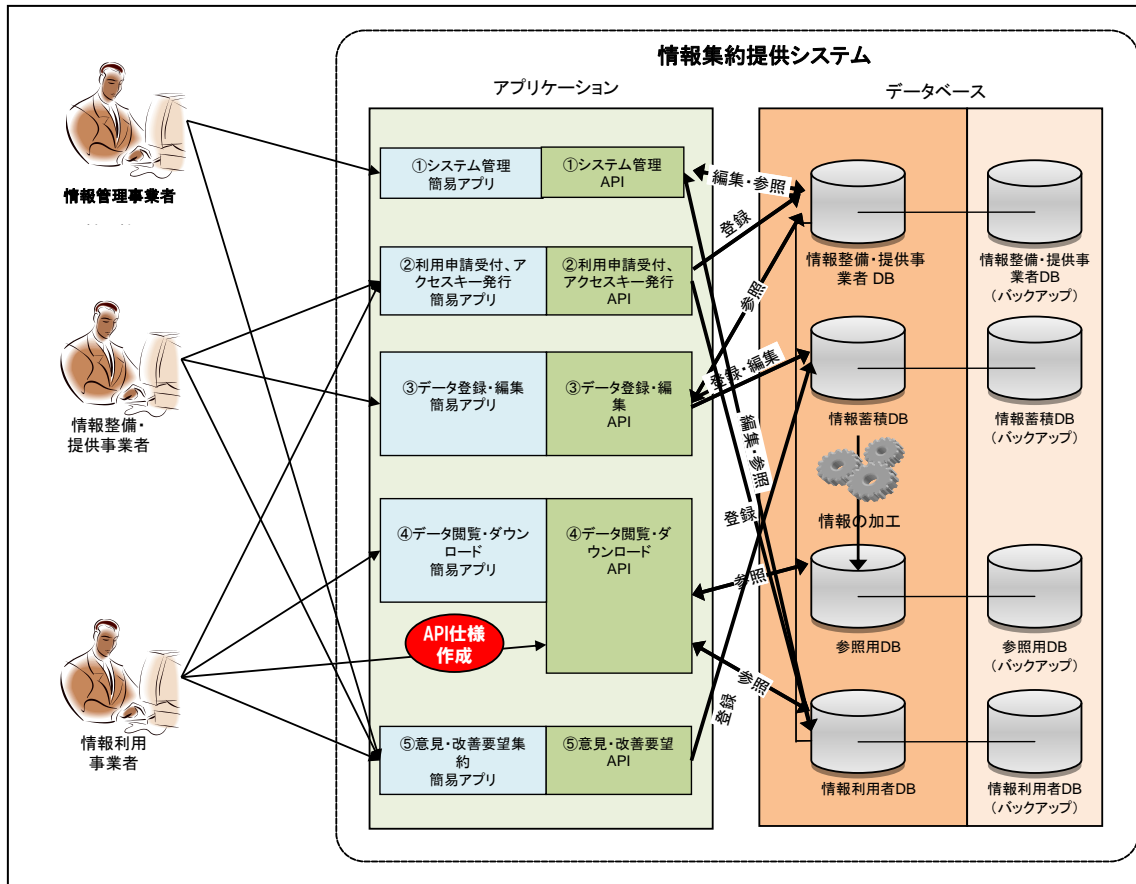 情報集約提供システム
アプリケーション
データベース
情報管理事業者
情報整備・
提供事業者
情報利用
事業者
①システム管理
簡易アプリ
①システム管理
API
②利用申請受付、ア
クセスキー発行
簡易アプリ
②利用申請受付、
アクセスキー発行
API
③データ登録・編集
簡易アプリ
③データ登録・編
集
API
④データ閲覧・ダウン
ロード
簡易アプリ
④データ閲覧・ダ
ウンロード
API
API仕様
作成
⑤意見・改善要望集
約
簡易アプリ
⑤意見・改善要望
API
編集・参照
登録
参照
登録・編集
編集・参照
登録
参照
参照
登録
情報整備・提供事
業者 DB
情報整備・提供事
業者DB
(バックアップ)
情報蓄積DB
情報蓄積DB
(バックアップ)
情報の加工
参照用DB
参照用DB
(バックアップ)
情報利用者DB
情報利用者DB
(バックアップ)